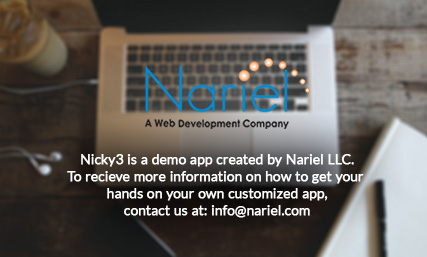 Nariel
A Web Development Company
Nicky3 is a demo app created by Nariel LLC.
To recieve more information on how to get your
hands on your own customized app,
contact us at: info@nariel.com